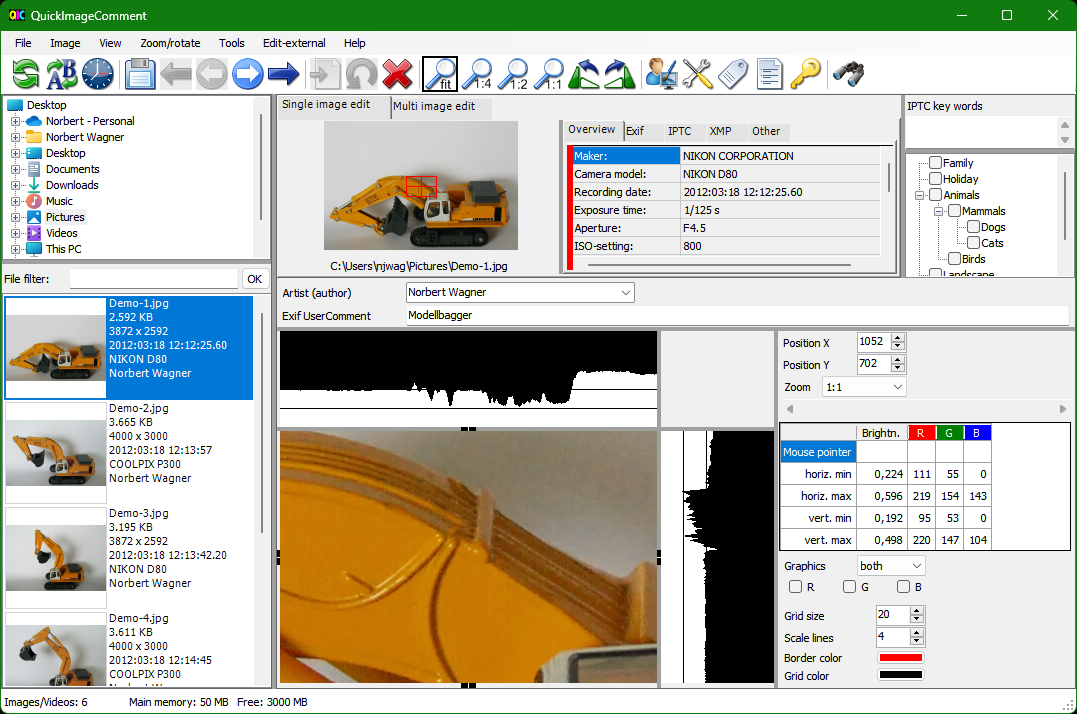 QIC QuickImageComment
File Image View Zoom/rotate Tools Edit-external Help
A B fit 1:4 1:2 1:1
Desktop
Norbert - Personal
Norbert Wagner
Desktop
Documents
Downloads
Music
Pictures
Videos
This PC
File filter: OK
Demo-1.jpg
2.592 KB
3872 x 2592
2012:03:18 12:12:25.60
NIKON D80
Norbert Wagner
Demo-2.jpg
3.665 KB
4000 x 3000
2012:03:18 12:13:57
COOLPIX P300
Norbert Wagner
Demo-3.jpg
3.195 KB
3872 x 2592
2012:03:18 12:13:42.20
NIKON D80
Norbert Wagner
Demo-4.jpg
3.611 KB
4000 x 3000
2012:03:18 12:14:45
COOLPIX P300
Single image edit Multi image edit
C:\Users\njwag\Pictures\Demo-1.jpg
Overview Exif IPTC XMP Other
Maker: NIKON CORPORATION
Camera model: NIKON D80
Recording date: 2012:03:18 12:12:25.60
Exposure time: 1/125 s
Aperture: F4.5
ISO-setting: 800
IPTC key words
Family
Holiday
Animals
Mammals
Dogs
Cats
Birds
Landscape
Artist (author) Norbert Wagner
Exif UserComment Modellbagger
Position X 1052
Position Y 702
Zoom 1:1
Brightn. R G B
Mouse pointer
horiz. min 0,224 111 55 0
horiz. max 0,596 219 154 143
vert. min 0,192 95 53 0
vert. max 0,498 220 147 104
Graphics both
R G B
Grid size 20
Scale lines 4
Border color
Grid color
Images/Videos: 6 Main memory: 50 MB Free: 3000 MB